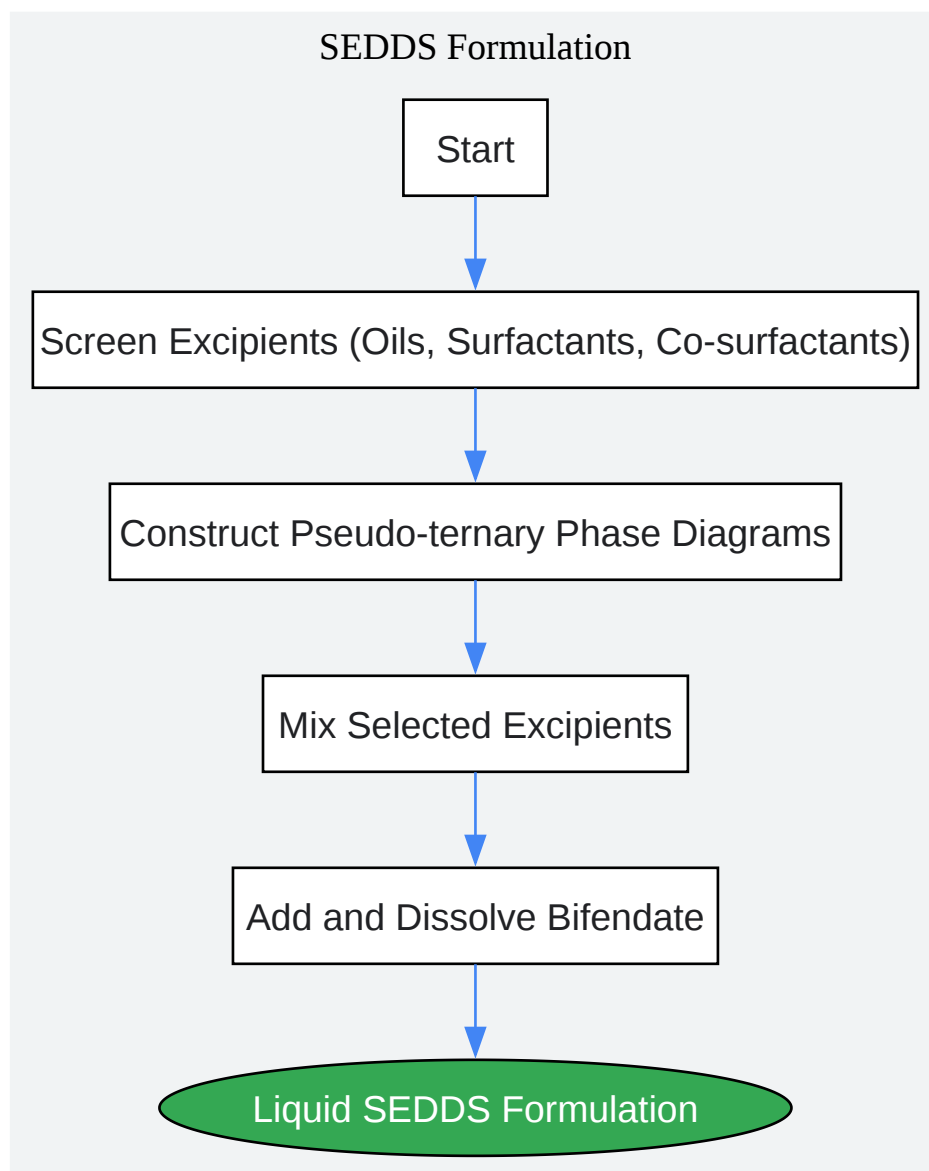 SEDDS Formulation
Start
Screen Excipients (Oils, Surfactants, Co-surfactants)
Construct Pseudo-ternary Phase Diagrams
Mix Selected Excipients
Add and Dissolve Bifendate
Liquid SEDDS Formulation